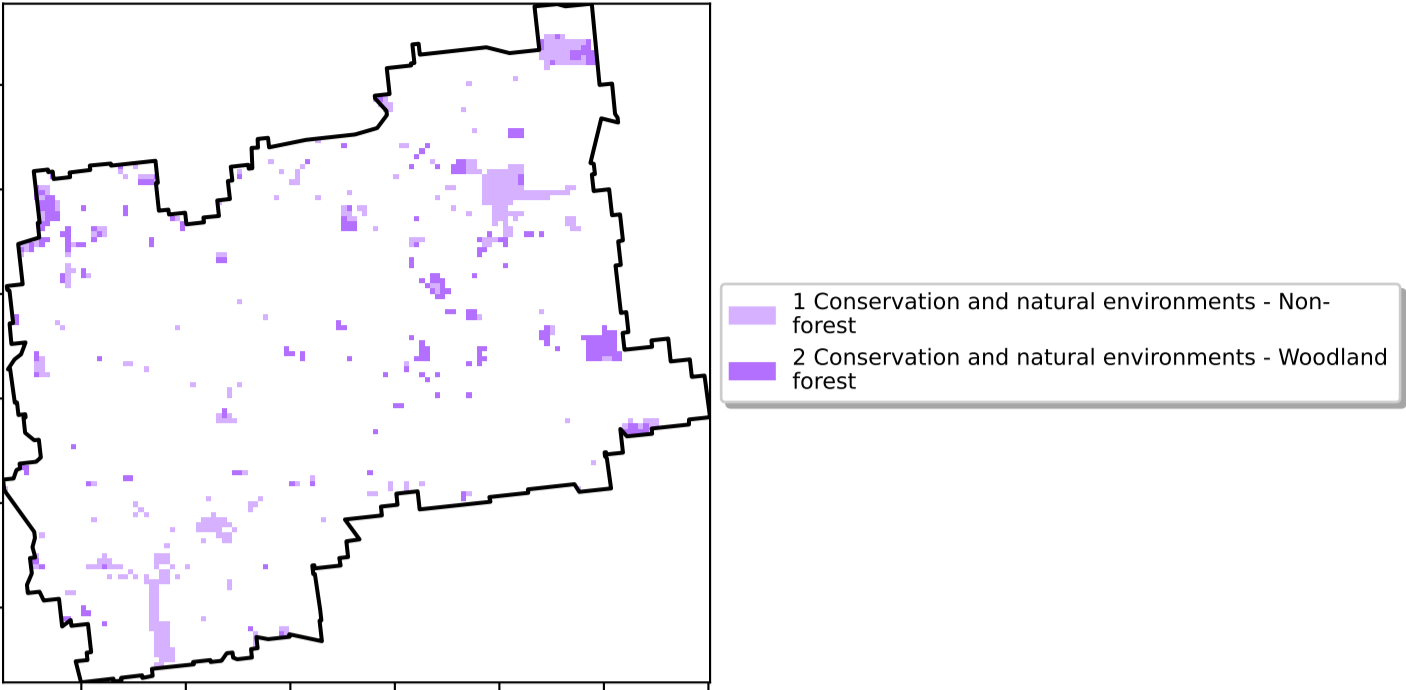 1 Conservation and natural environments - Non-
forest
2 Conservation and natural environments - Woodland
forest